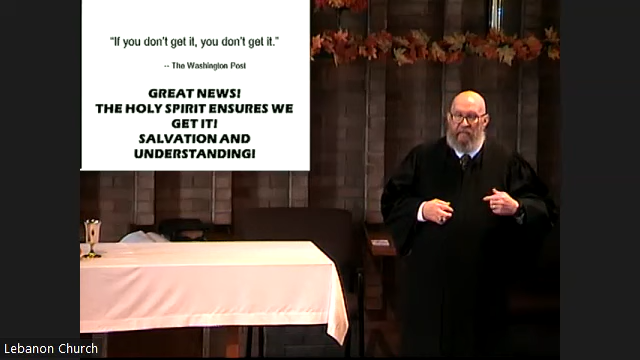 “If you don’t get it, you don’t get it.”
-- The Washington Post
GREAT NEWS!
THE HOLY SPIRIT ENSURES WE
GET IT!
SALVATION AND
UNDERSTANDING!
Lebanon Church